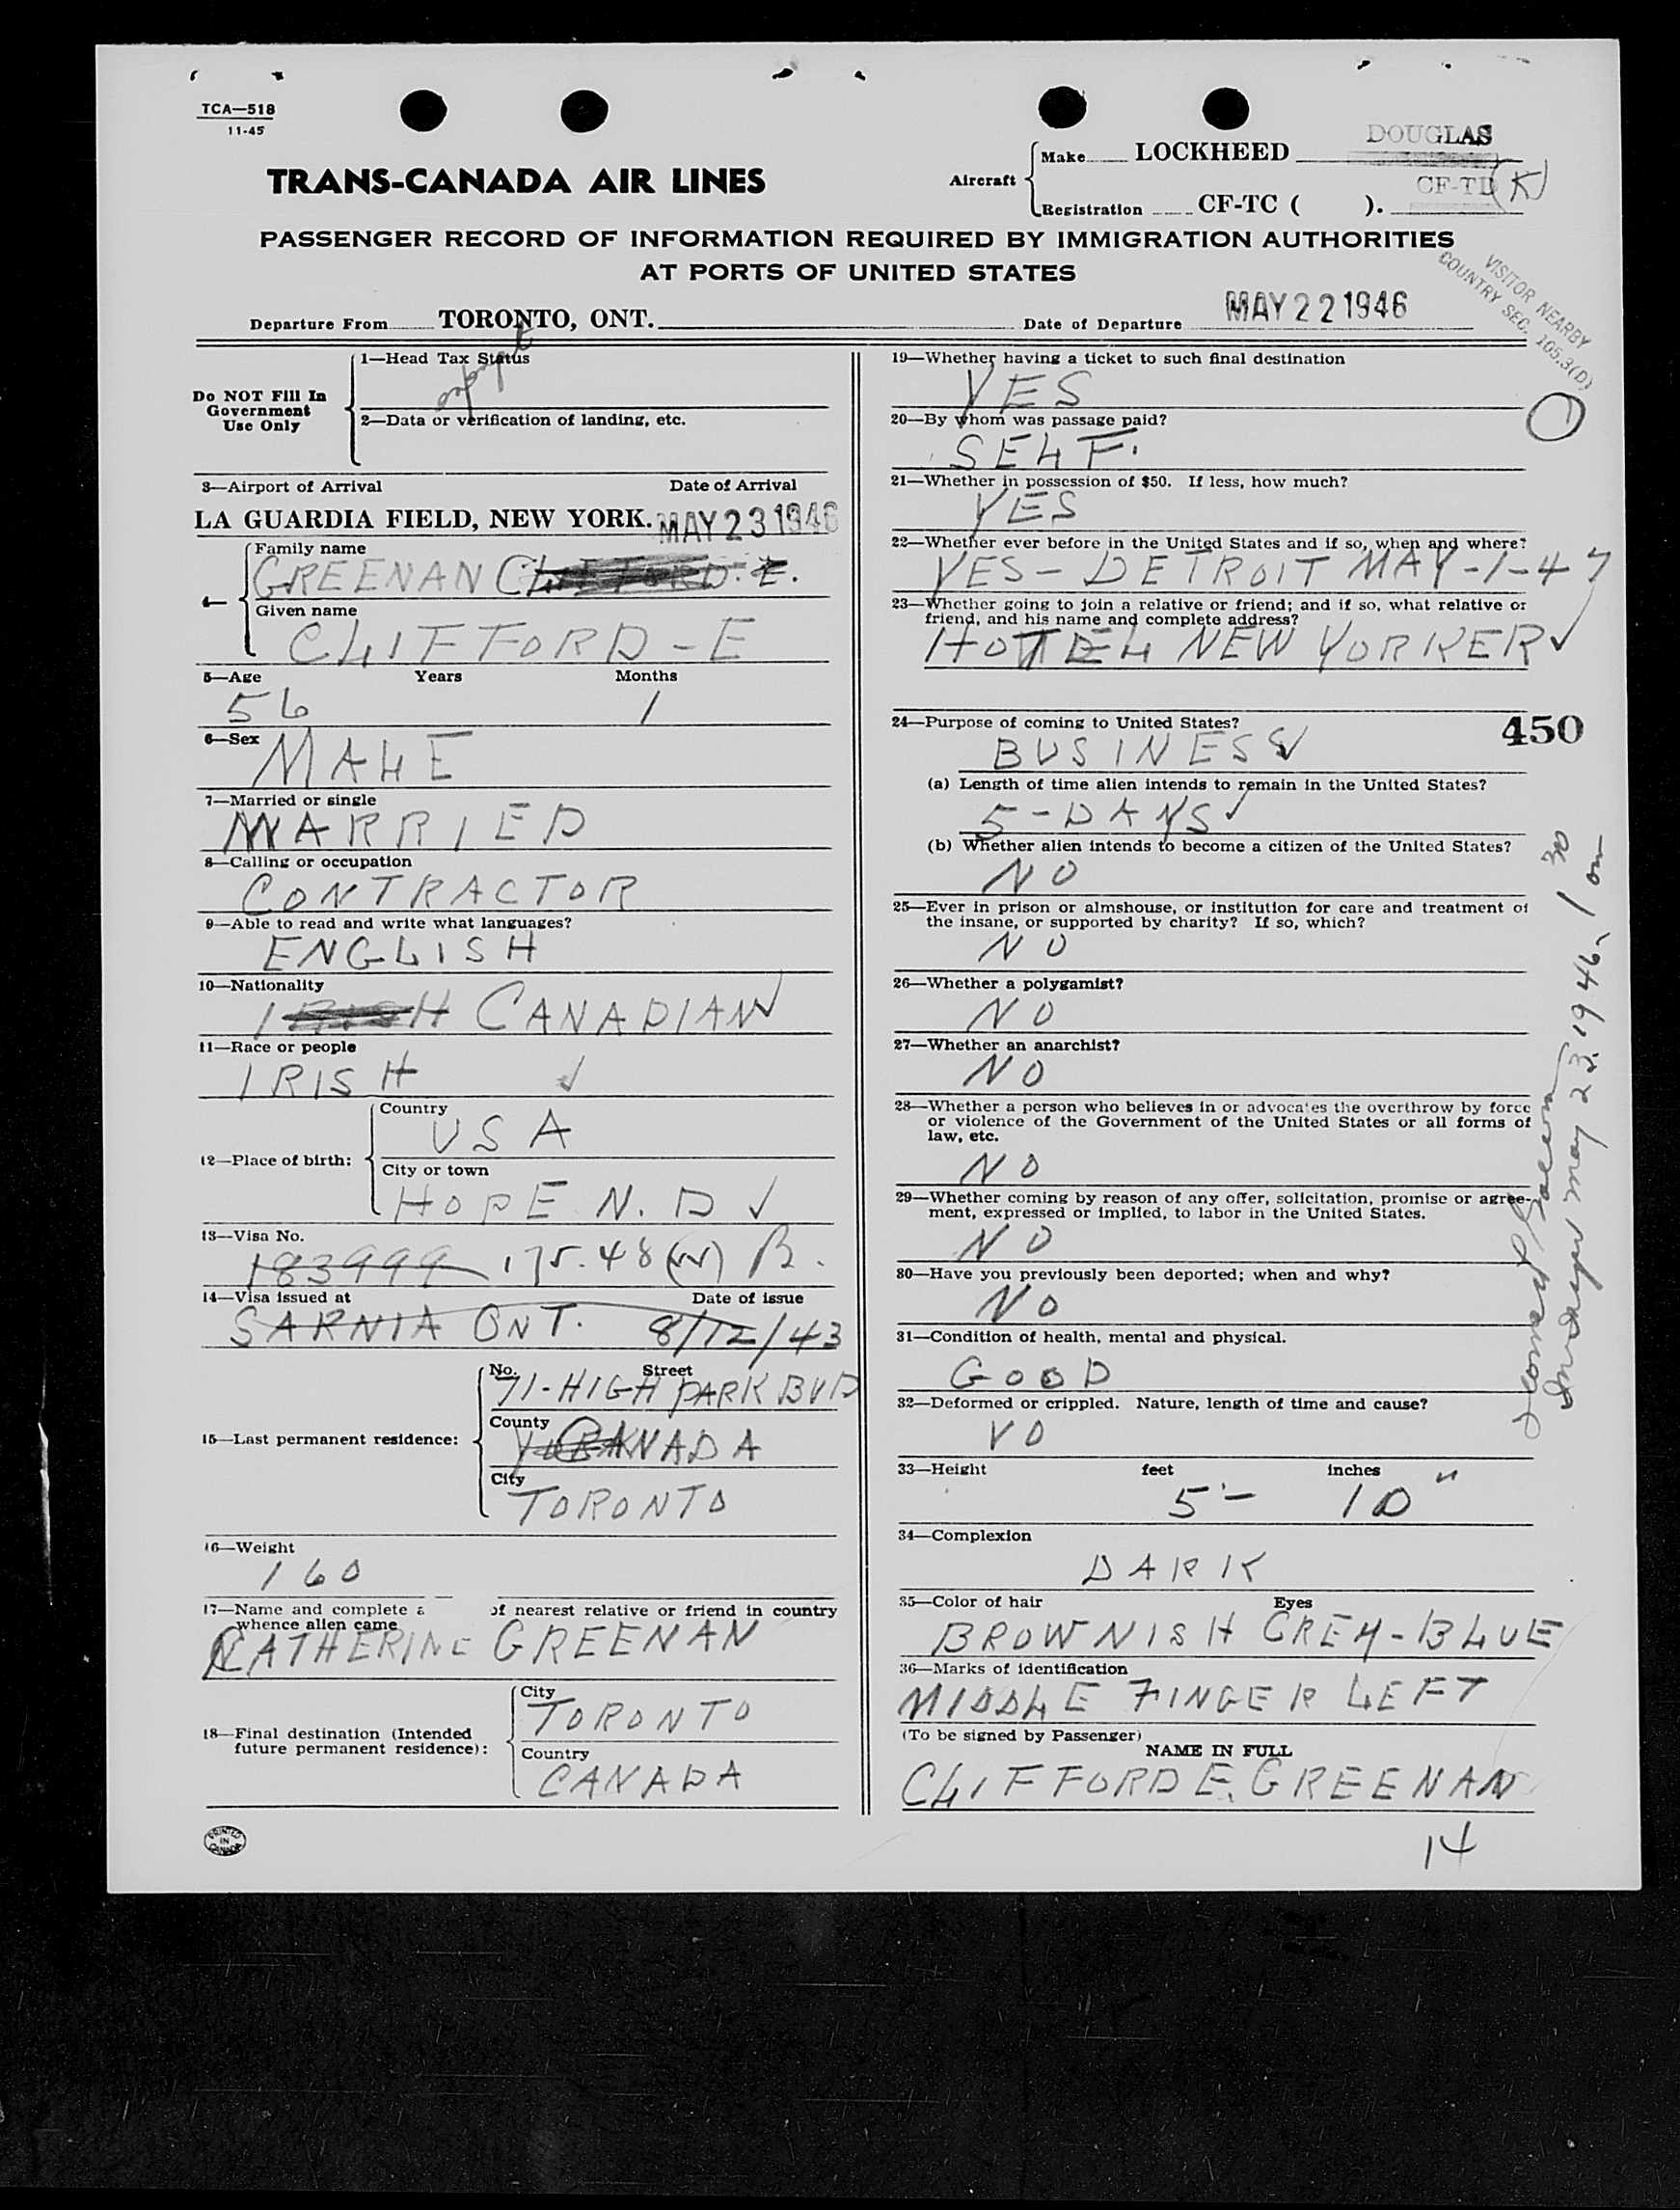 TCA—518
11-45
TRANS-CANADA AIR LINES
Aircraft
Make LOCKHEED DOUGLAS
Registration CF-TC ( ). CF-TD (K)
PASSENGER RECORD OF INFORMATION REQUIRED BY IMMIGRATION AUTHORITIES
AT PORTS OF UNITED STATES
VISITOR NEARBY
COUNTRY SEC. 105.3(D)
Departure From TORONTO, ONT. Date of Departure MAY 22 1946
Do NOT Fill In
Government
Use Only
1—Head Tax Status
2—Data or verification of landing, etc.
3—Airport of Arrival Date of Arrival
LA GUARDIA FIELD, NEW YORK. MAY 23 1946
4—
Family name
GREENAN CLIFFORD. E.
Given name
CLIFFORD - E
5—Age Years Months
56 1
6—Sex
MALE
7—Married or single
MARRIED
8—Calling or occupation
CONTRACTOR
9—Able to read and write what languages?
ENGLISH
10—Nationality
IRISH CANADIAN
11—Race or people
IRISH ✓
12—Place of birth:
Country
USA
City or town
HOPE N. D ✓
13—Visa No.
183999 175.48 (W) B.
14—Visa issued at Date of issue
SARNIA ONT. 8/12/43
15—Last permanent residence:
No. Street
71-HIGH PARK BVD
County
CANADA
City
TORONTO
16—Weight
160
17—Name and complete a of nearest relative or friend in country
whence alien came
CATHERINE GREENAN
18—Final destination (Intended
future permanent residence):
City
TORONTO
Country
CANADA
PRINTED
IN
CANADA
19—Whether having a ticket to such final destination
YES
20—By whom was passage paid?
SELF.
21—Whether in possession of $50. If less, how much?
YES
22—Whether ever before in the United States and if so, when and where?
YES - DETROIT MAY-1-47
23—Whether going to join a relative or friend; and if so, what relative or
friend, and his name and complete address?
HOTEL NEW YORKER ✓
24—Purpose of coming to United States?
BUSINESS ✓
450
(a) Length of time alien intends to remain in the United States?
5-DAYS ✓
(b) Whether alien intends to become a citizen of the United States?
NO
25—Ever in prison or almshouse, or institution for care and treatment of
the insane, or supported by charity? If so, which?
NO
26—Whether a polygamist?
NO
27—Whether an anarchist?
NO
28—Whether a person who believes in or advocates the overthrow by force
or violence of the Government of the United States or all forms of
law, etc.
NO
29—Whether coming by reason of any offer, solicitation, promise or agree-
ment, expressed or implied, to labor in the United States.
NO
30—Have you previously been deported; when and why?
NO
31—Condition of health, mental and physical.
GOOD
32—Deformed or crippled. Nature, length of time and cause?
NO
33—Height feet inches
5'- 10"
34—Complexion
DARK
35—Color of hair Eyes
BROWNISH GREY-BLUE
36—Marks of identification
MIDDLE FINGER LEFT
(To be signed by Passenger)
NAME IN FULL
CLIFFORD E. GREENAN
14
May 23, 1946, 1 30